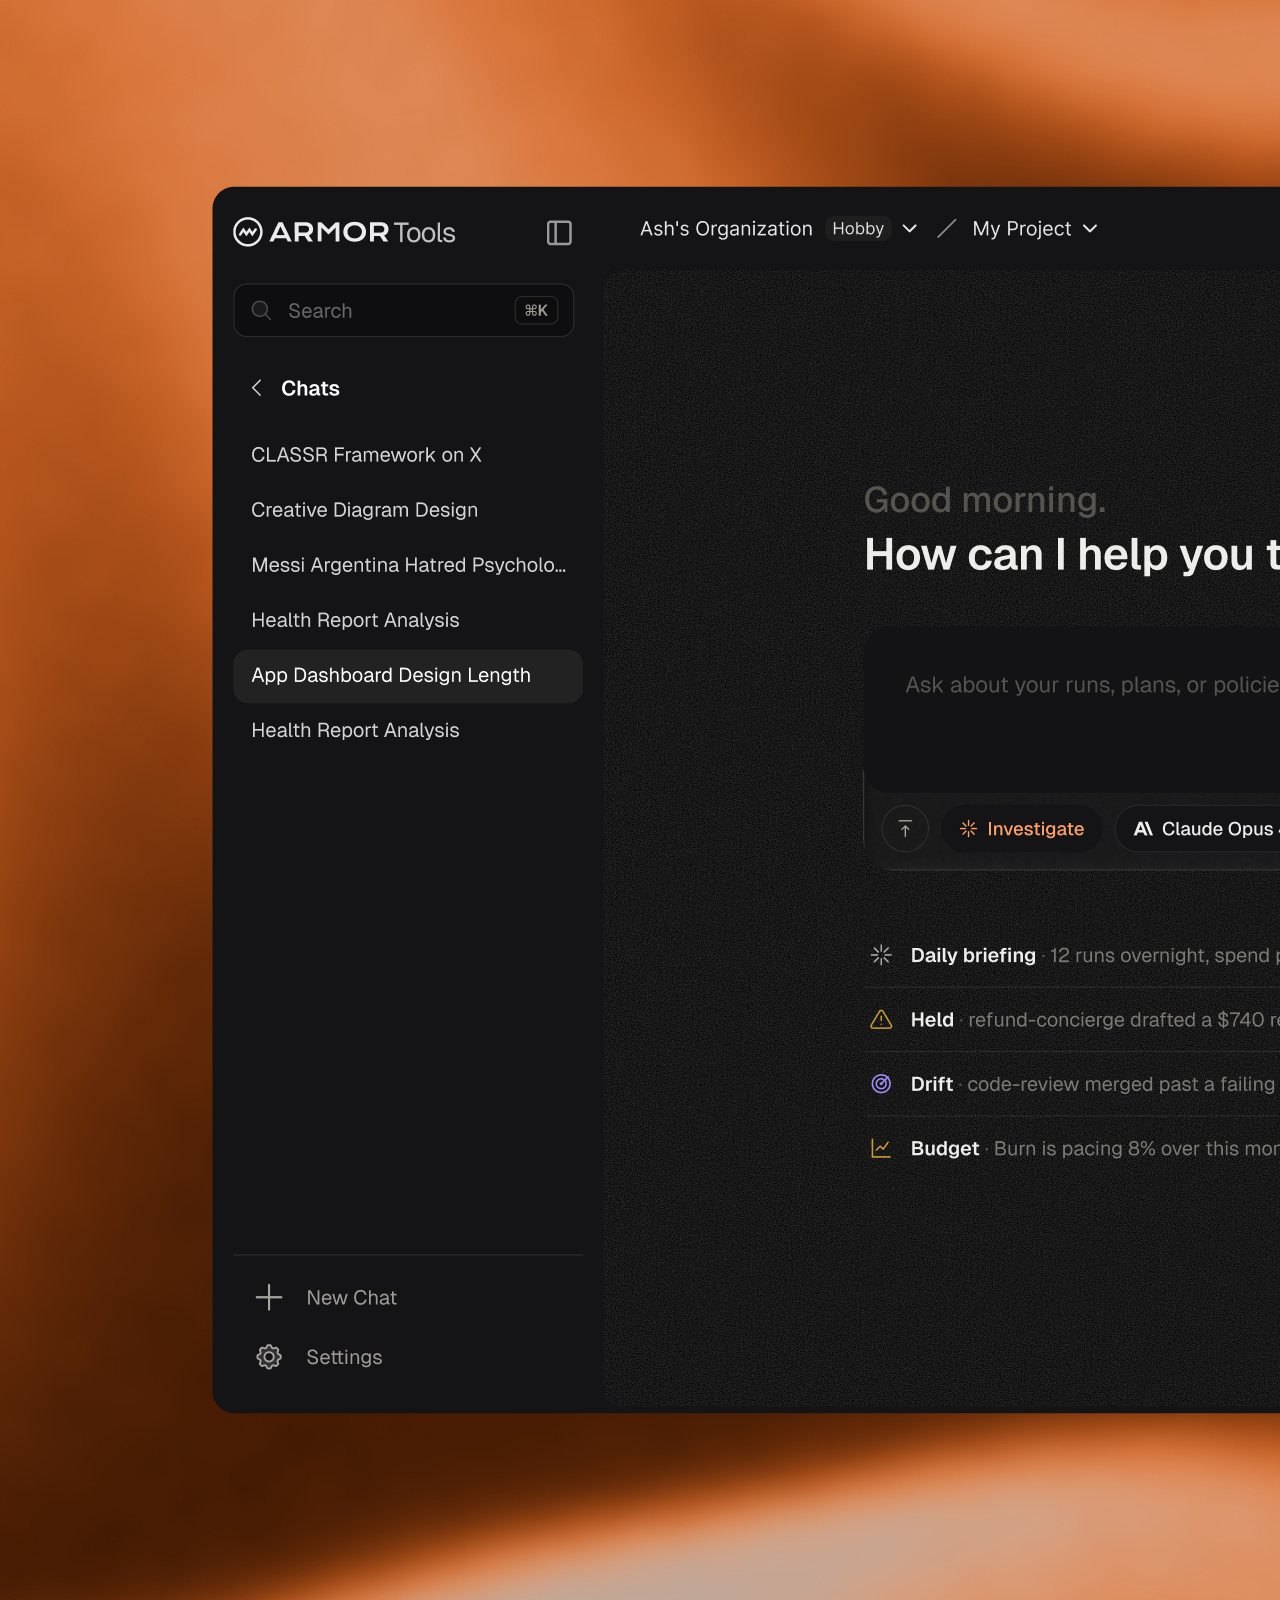 ARMOR Tools
Ash's Organization Hobby / My Project
Search ⌘K
Chats
CLASSR Framework on X
Creative Diagram Design
Messi Argentina Hatred Psycholo...
Health Report Analysis
App Dashboard Design Length
Health Report Analysis
New Chat
Settings
Good morning.
How can I help you t
Ask about your runs, plans, or policie
Investigate
Claude Opus
Daily briefing · 12 runs overnight, spend p
Held · refund-concierge drafted a $740 re
Drift · code-review merged past a failing
Budget · Burn is pacing 8% over this mor